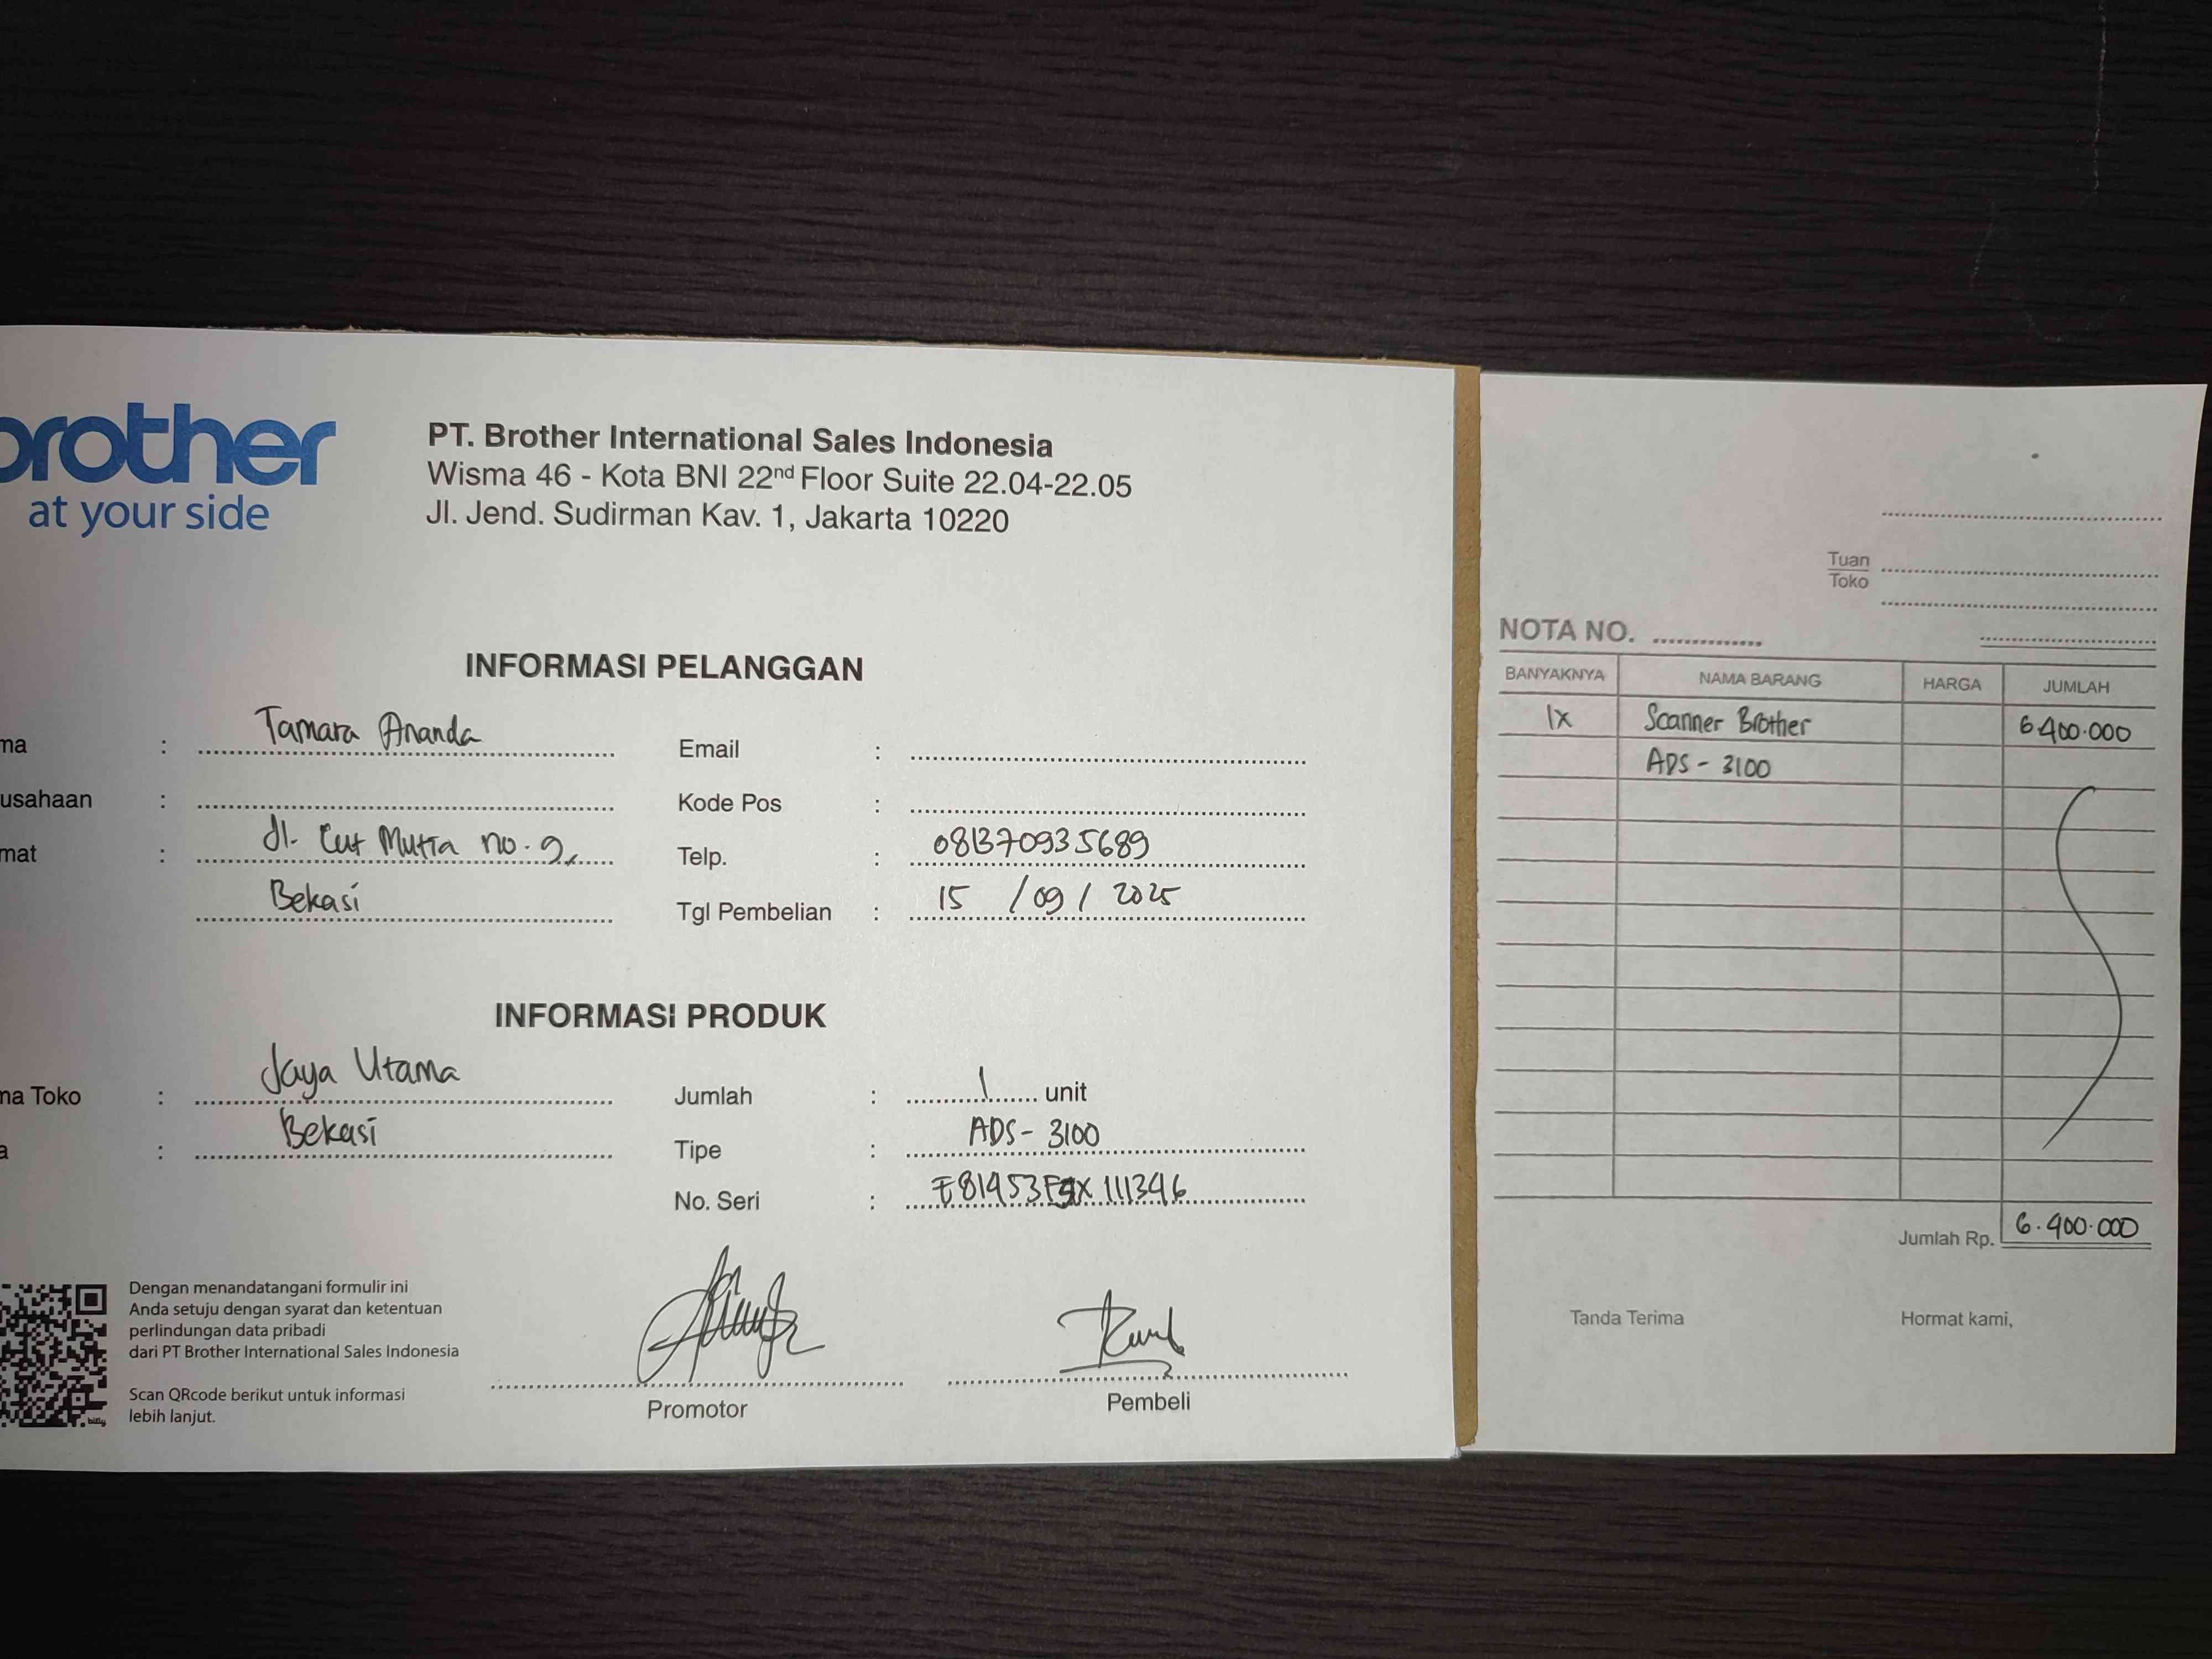 brother
at your side
PT. Brother International Sales Indonesia
Wisma 46 - Kota BNI 22nd Floor Suite 22.04-22.05
Jl. Jend. Sudirman Kav. 1, Jakarta 10220
INFORMASI PELANGGAN
ma : Tamara Ananda
usahaan :
mat : Jl. Cut Mutia no. 9,
Bekasi
Email :
Kode Pos :
Telp. : 081370935689
Tgl Pembelian : 15 / 09 / 2025
INFORMASI PRODUK
ma Toko : Jaya Utama
a : Bekasi
Jumlah : 1 unit
Tipe : ADS - 3100
No. Seri :
Dengan menandatangani formulir ini
Anda setuju dengan syarat dan ketentuan
perlindungan data pribadi
dari PT Brother International Sales Indonesia
Scan QRcode berikut untuk informasi
lebih lanjut.
bitly
Promotor
Pembeli
Tuan
Toko
NOTA NO.
BANYAKNYA NAMA BARANG HARGA JUMLAH
1x Scanner Brother 6.400.000
ADS - 3100
Jumlah Rp. 6.400.000
Tanda Terima Hormat kami,